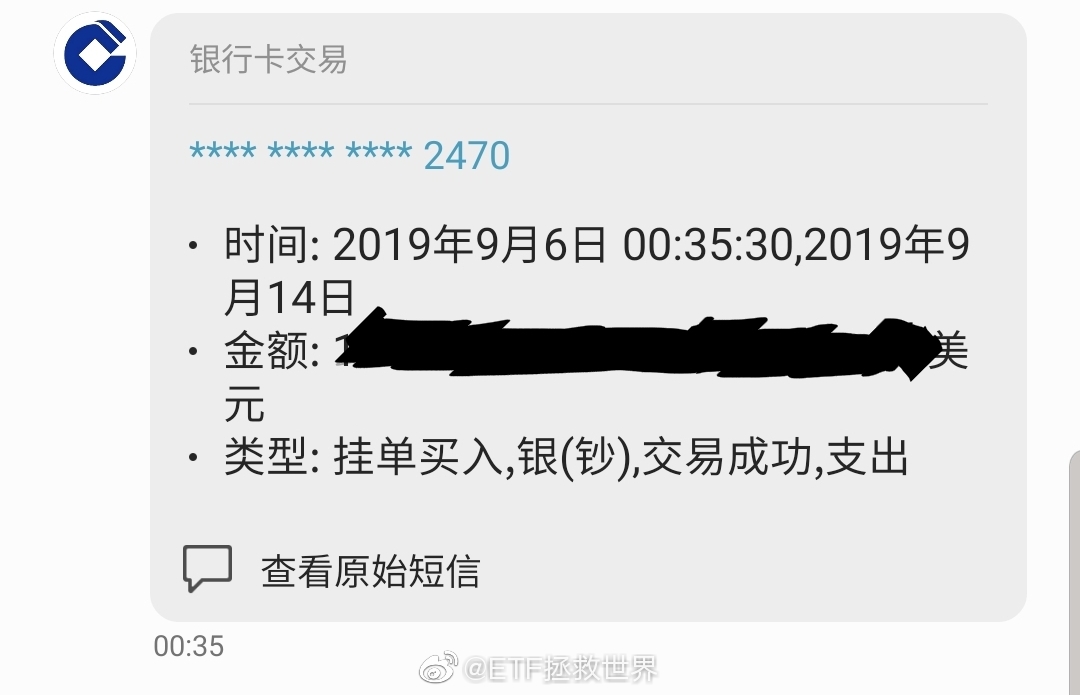 银行卡交易
**** **** **** 2470
• 时间: 2019年9月6日 00:35:30,2019年9
月14日
• 金额: 美
元
• 类型: 挂单买入,银(钞),交易成功,支出
查看原始短信
00:35
@ETF拯救世界